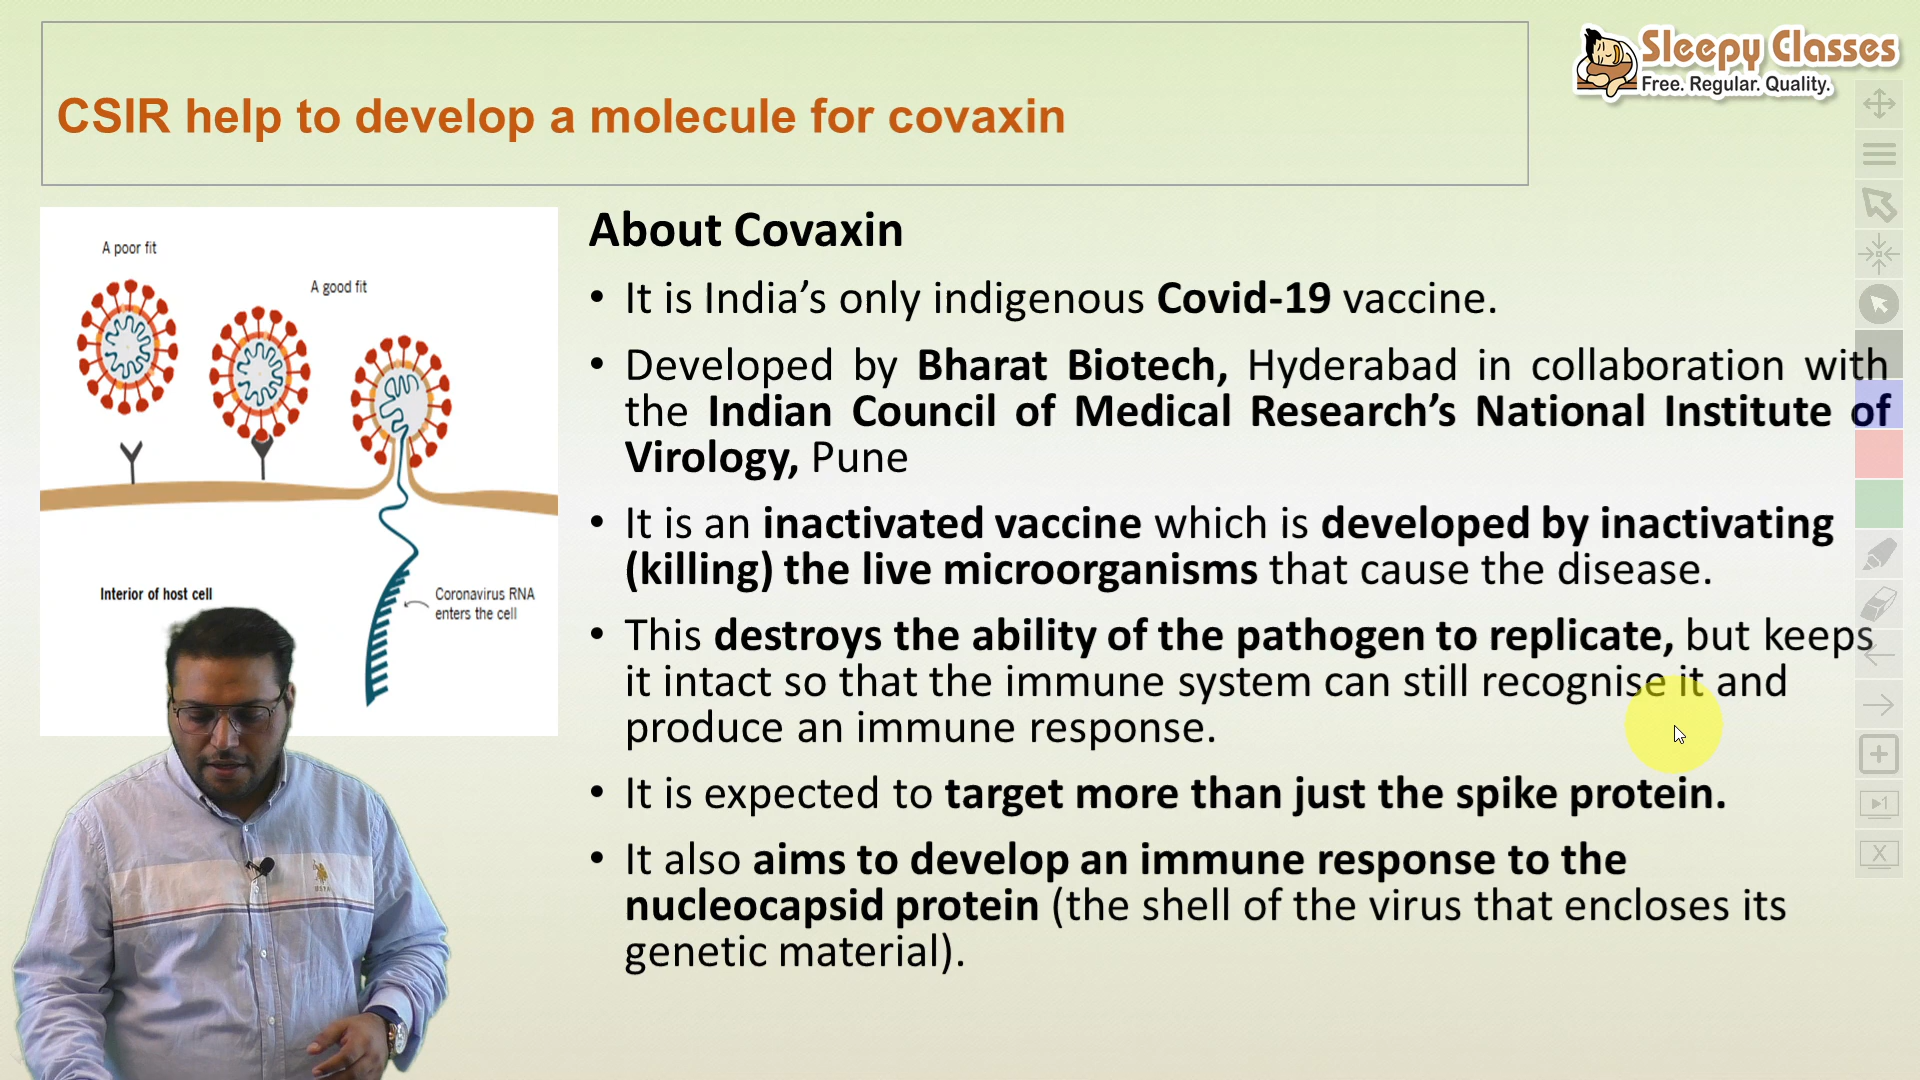 Sleepy Classes
Free. Regular. Quality.
CSIR help to develop a molecule for covaxin
A poor fit
A good fit
Interior of host cell
Coronavirus RNA
enters the cell
About Covaxin
• It is India’s only indigenous Covid-19 vaccine.
• Developed by Bharat Biotech, Hyderabad in collaboration with
the Indian Council of Medical Research’s National Institute of
Virology, Pune
• It is an inactivated vaccine which is developed by inactivating
(killing) the live microorganisms that cause the disease.
• This destroys the ability of the pathogen to replicate, but keeps
it intact so that the immune system can still recognise it and
produce an immune response.
• It is expected to target more than just the spike protein.
• It also aims to develop an immune response to the
nucleocapsid protein (the shell of the virus that encloses its
genetic material).